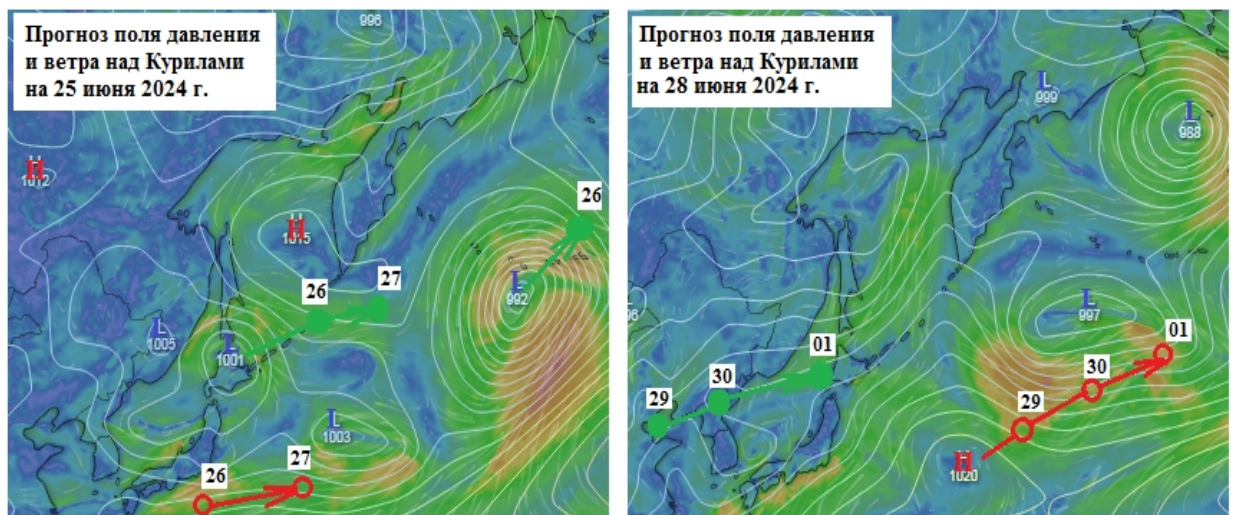 Прогноз поля давления
и ветра над Курилами
на 25 июня 2024 г.
996
H
1012
H
1015
26
L
992
26
27
L
1005
L
1001
L
1003
26
27
Прогноз поля давления
и ветра над Курилами
на 28 июня 2024 г.
L
999
L
988
L
997
01
01
30
30
29
29
H
1020